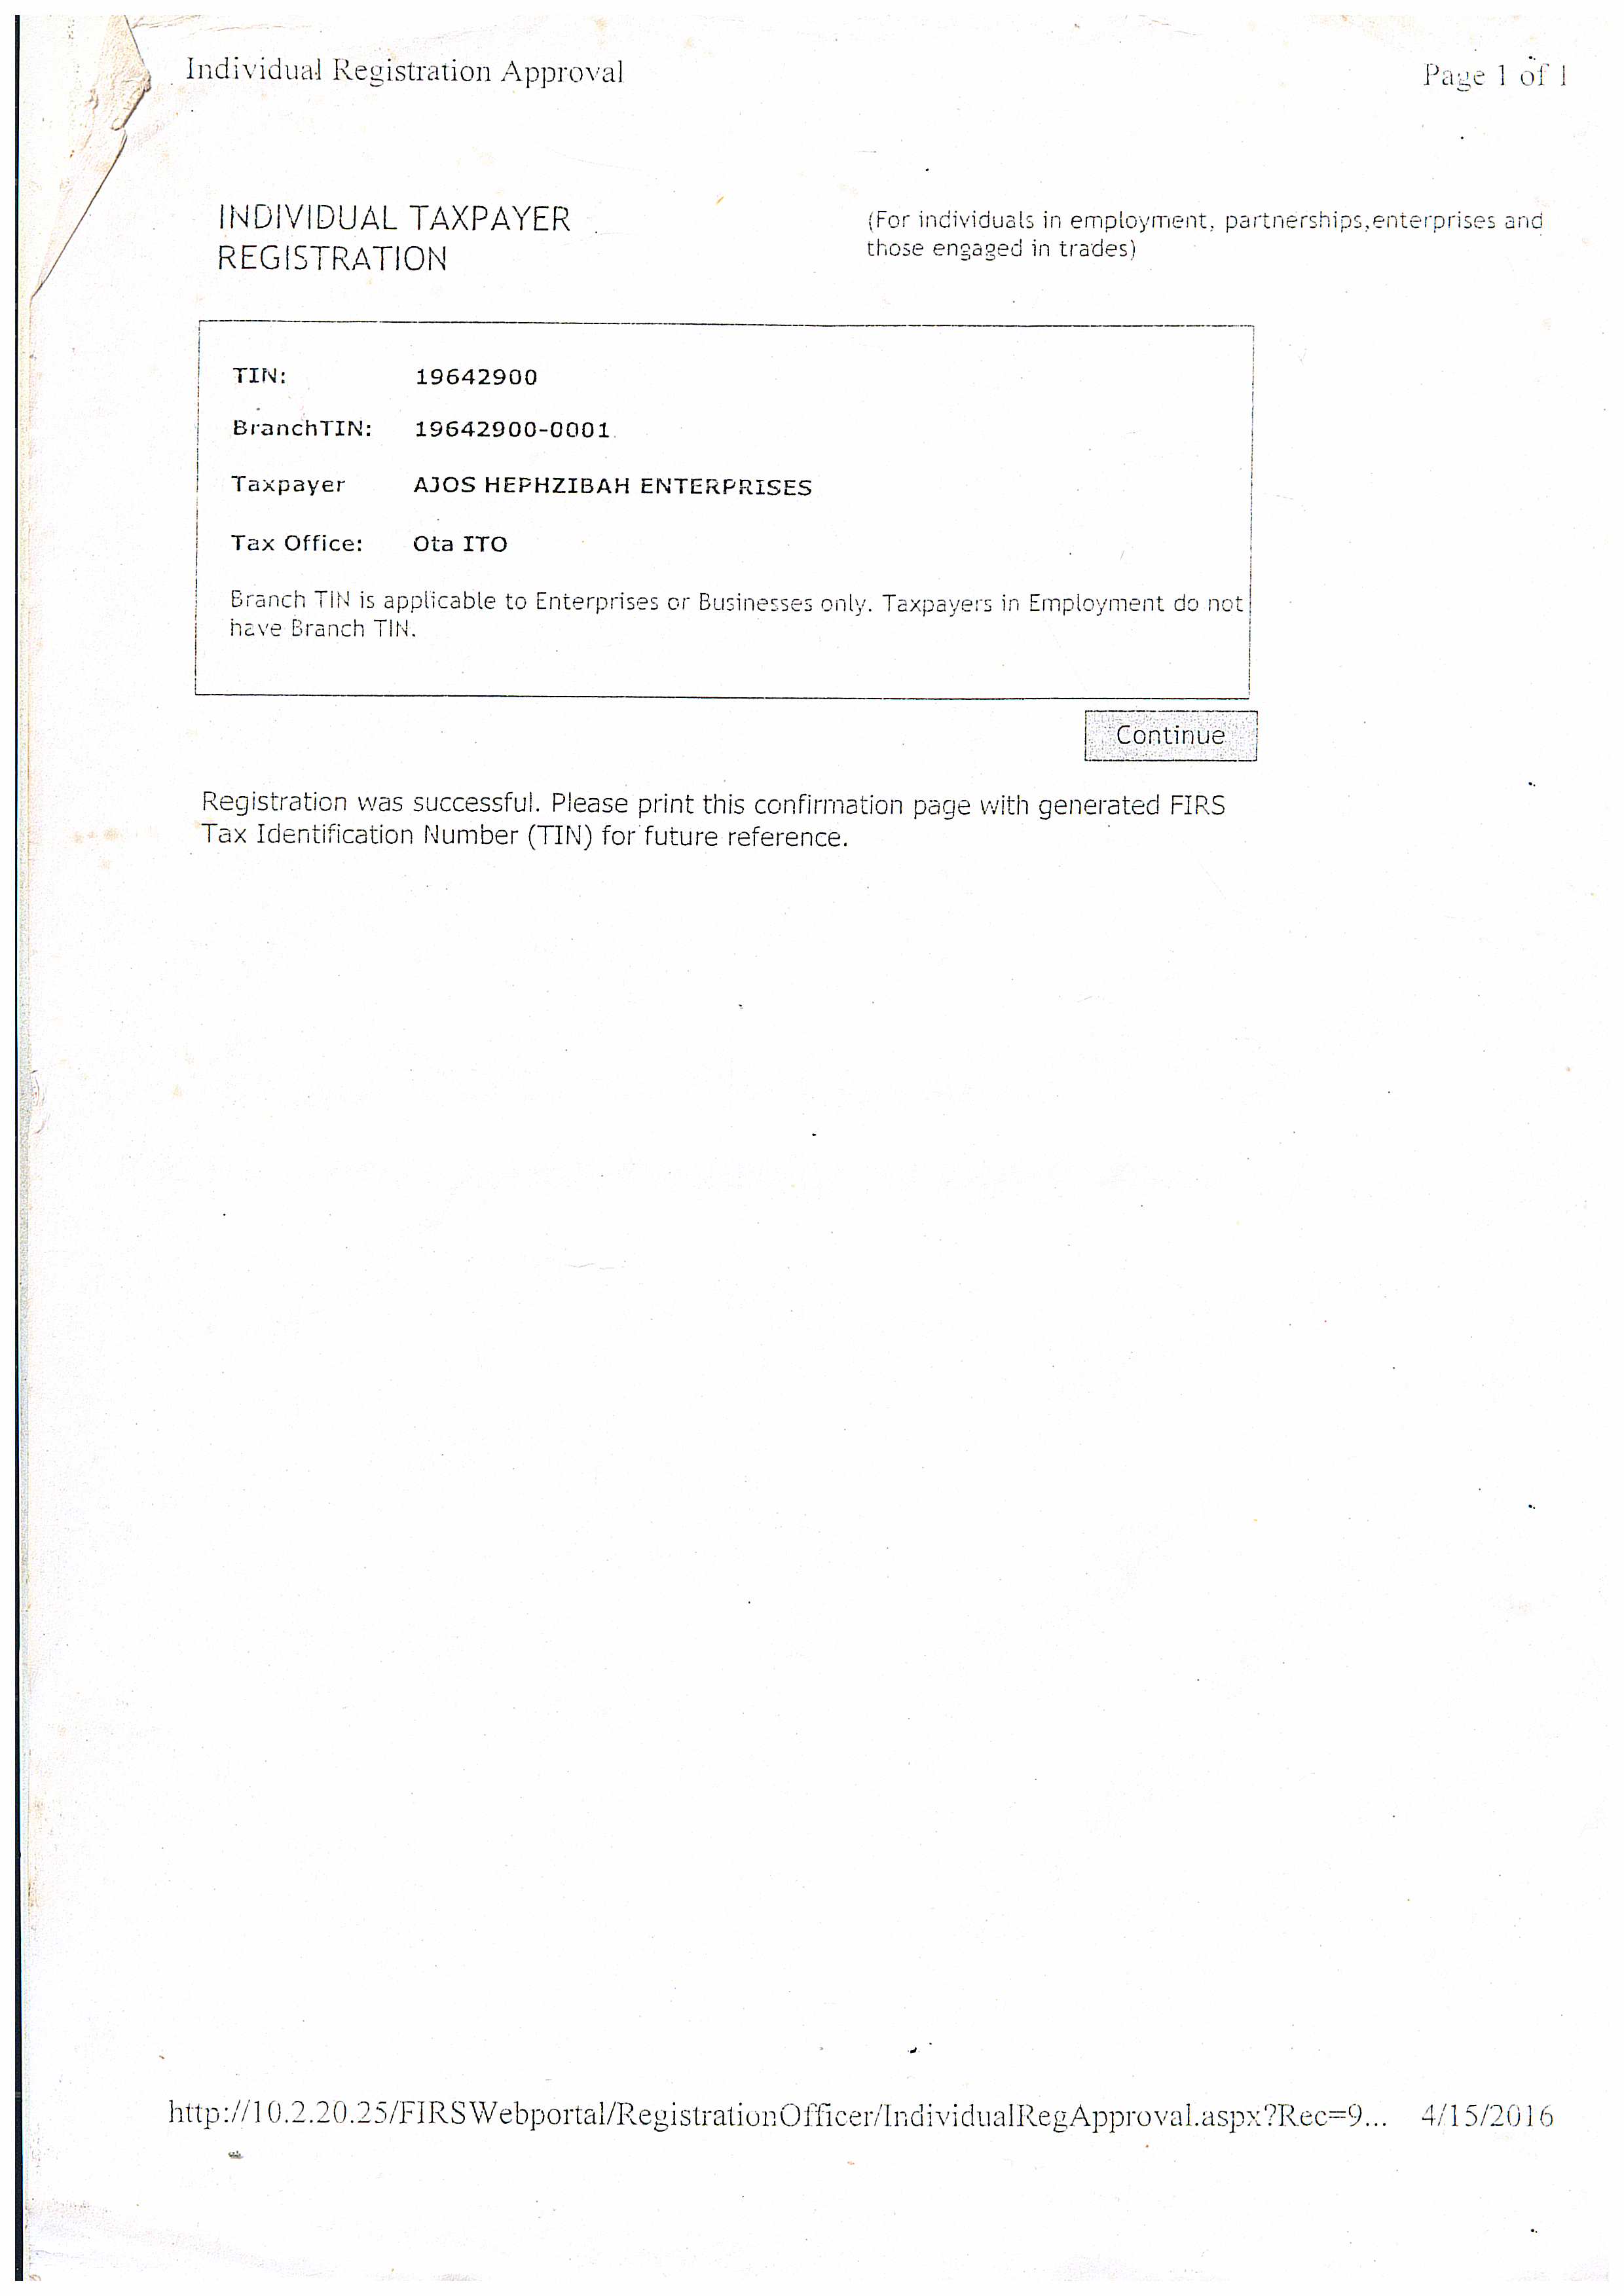 Individual Registration Approval
Page 1 of 1
INDIVIDUAL TAXPAYER
REGISTRATION
(For individuals in employment, partnerships,enterprises and
those engaged in trades)
TIN: 19642900
BranchTIN: 19642900-0001
Taxpayer AJOS HEPHZIBAH ENTERPRISES
Tax Office: Ota ITO
Branch TIN is applicable to Enterprises or Businesses only. Taxpayers in Employment do not
have Branch TIN.
Continue
Registration was successful. Please print this confirmation page with generated FIRS
Tax Identification Number (TIN) for future reference.
http://10.2.20.25/FIRSWebportal/RegistrationOfficer/IndividualRegApproval.aspx?Rec=9... 4/15/2016